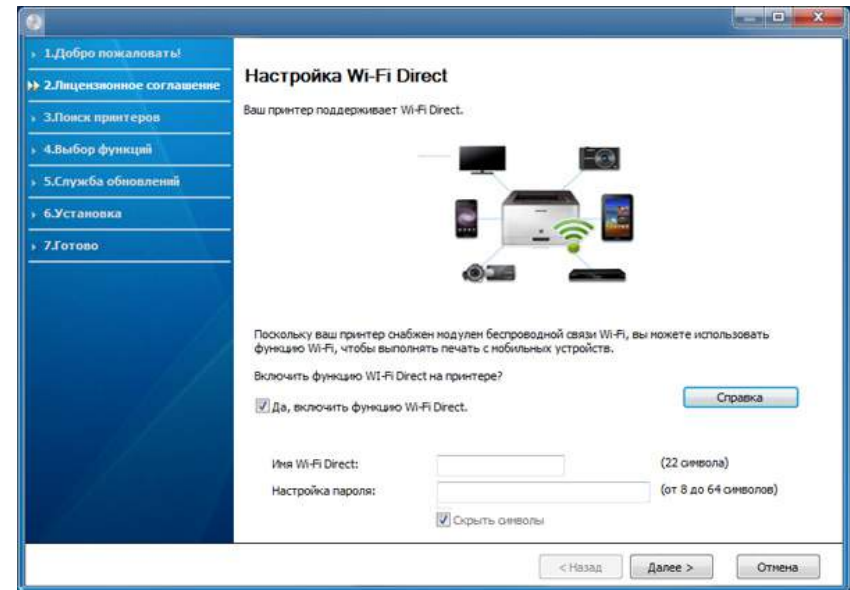 X
1.Добро пожаловать!
2.Лицензионное соглашение
3.Поиск принтеров
4.Выбор функций
5.Служба обновлений
6.Установка
7.Готово
Настройка Wi-Fi Direct
Ваш принтер поддерживает Wi-Fi Direct.
Поскольку ваш принтер снабжен модулем беспроводной связи Wi-Fi, вы можете использовать
функцию Wi-Fi, чтобы выполнять печать с мобильных устройств.
Включить функцию WI-Fi Direct на принтере?
Да, включить функцию Wi-Fi Direct.
Справка
Имя Wi-Fi Direct: (22 символа)
Настройка пароля: (от 8 до 64 символов)
Скрыть символы
< Назад Далее > Отмена